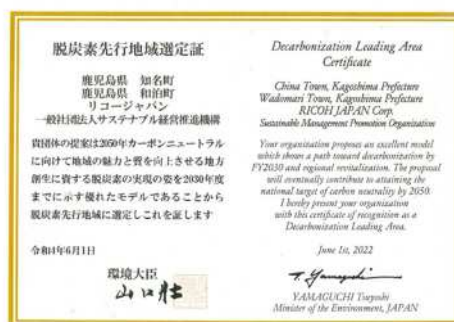 脱炭素先行地域選定証
鹿児島県 知名町
鹿児島県 和泊町
リコージャパン
一般社団法人サステナブル経営推進機構
貴団体の提案は2050年カーボンニュートラル
に向けて地域の魅力と質を向上させる地方
創生に資する脱炭素の実現の姿を2030年度
までに示す優れたモデルであることから
脱炭素先行地域に選定しこれを証します
令和4年6月1日
環境大臣
山口壯
Decarbonization Leading Area
Certificate
China Town, Kagoshima Prefecture
Wadomari Town, Kagoshima Prefecture
RICOH JAPAN Corp.
Sustainable Management Promotion Organization
Your organization proposes an excellent model
which shows a path toward decarbonization by
FY2030 and regional revitalization. The proposal
will eventually contribute to attaining the
national target of carbon neutrality by 2050.
I hereby present your organization
with this certificate of recognition as a
Decarbonization Leading Area.
June 1st, 2022
T. Yamaguchi
YAMAGUCHI Tsuyoshi
Minister of the Environment, JAPAN